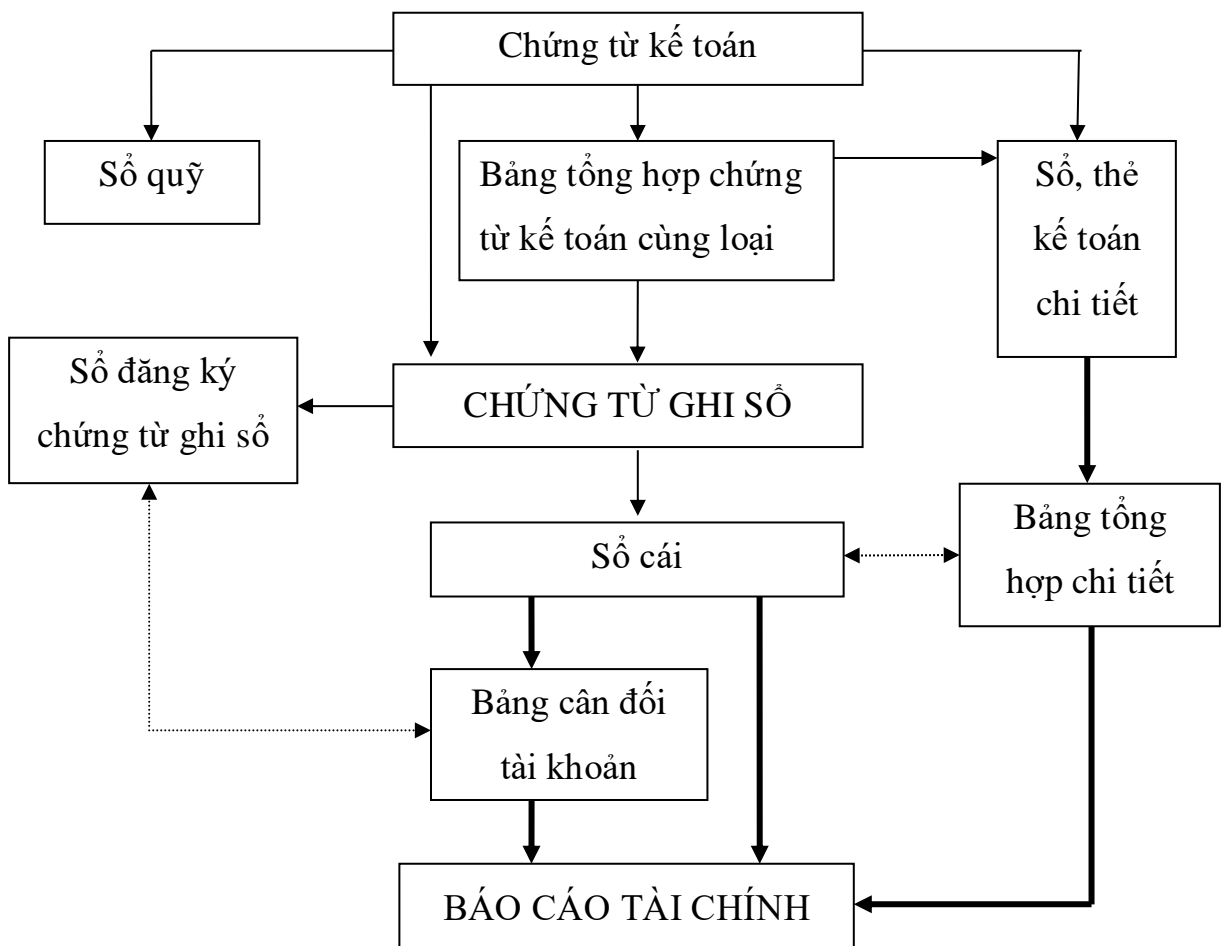 Chứng từ kế toán
Sổ quỹ
Bảng tổng hợp chứng
từ kế toán cùng loại
Sổ, thẻ
kế toán
chi tiết
Sổ đăng ký
chứng từ ghi sổ
CHỨNG TỪ GHI SỔ
Sổ cái
Bảng tổng
hợp chi tiết
Bảng cân đối
tài khoản
BÁO CÁO TÀI CHÍNH